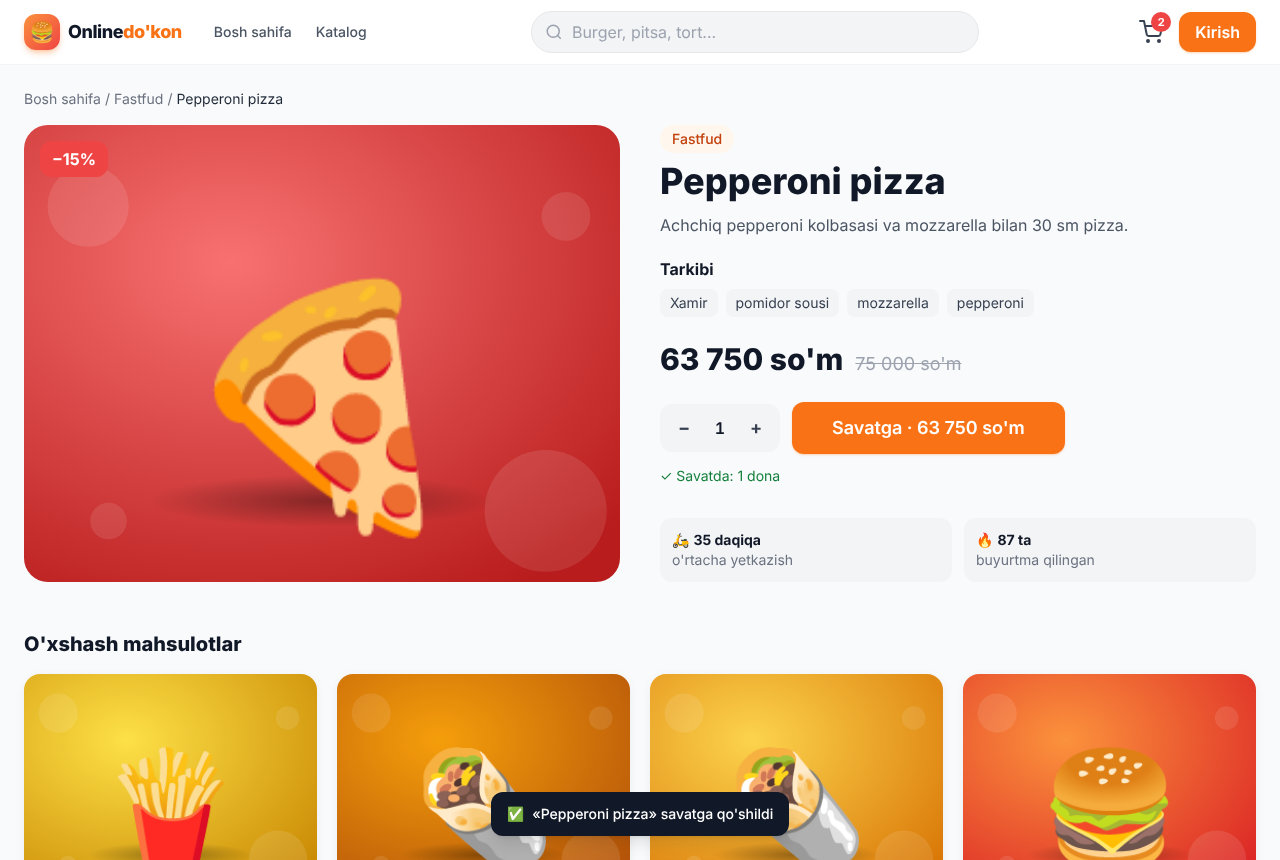 Onlinedo'kon
Bosh sahifa
Katalog
Burger, pitsa, tort...
2
Kirish
Bosh sahifa / Fastfud / Pepperoni pizza
−15%
Fastfud
Pepperoni pizza
Achchiq pepperoni kolbasasi va mozzarella bilan 30 sm pizza.
Tarkibi
Xamir
pomidor sousi
mozzarella
pepperoni
63 750 so'm 75 000 so'm
− 1 +
Savatga · 63 750 so'm
✓ Savatda: 1 dona
35 daqiqa
o'rtacha yetkazish
87 ta
buyurtma qilingan
O'xshash mahsulotlar
«Pepperoni pizza» savatga qo'shildi